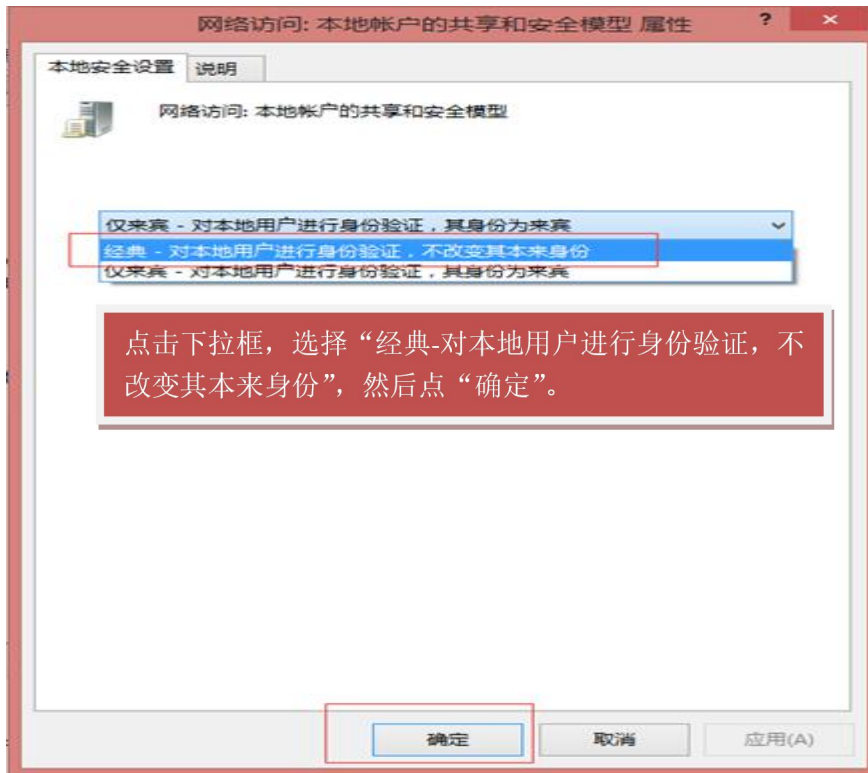 网络访问: 本地帐户的共享和安全模型 属性
?
×
本地安全设置
说明
网络访问: 本地帐户的共享和安全模型
仅来宾 - 对本地用户进行身份验证，其身份为来宾
经典 - 对本地用户进行身份验证，不改变其本来身份
仅来宾 - 对本地用户进行身份验证，其身份为来宾
点击下拉框，选择“经典-对本地用户进行身份验证，不
改变其本来身份”，然后点“确定”。
确定
取消
应用(A)